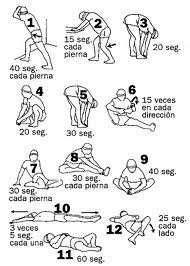 1
40 seg.
cada pierna
2
15 seg.
cada
pierna
3
20 seg.
4
20 seg.
5
30 seg.
6
15 veces
en cada
dirección
7
30 seg.
cada pierna
8
30 seg.
cada pierna
9
40 seg.
10
3 veces
5 seg.
cada una
11
60 seg.
12
25 seg.
cada
lado